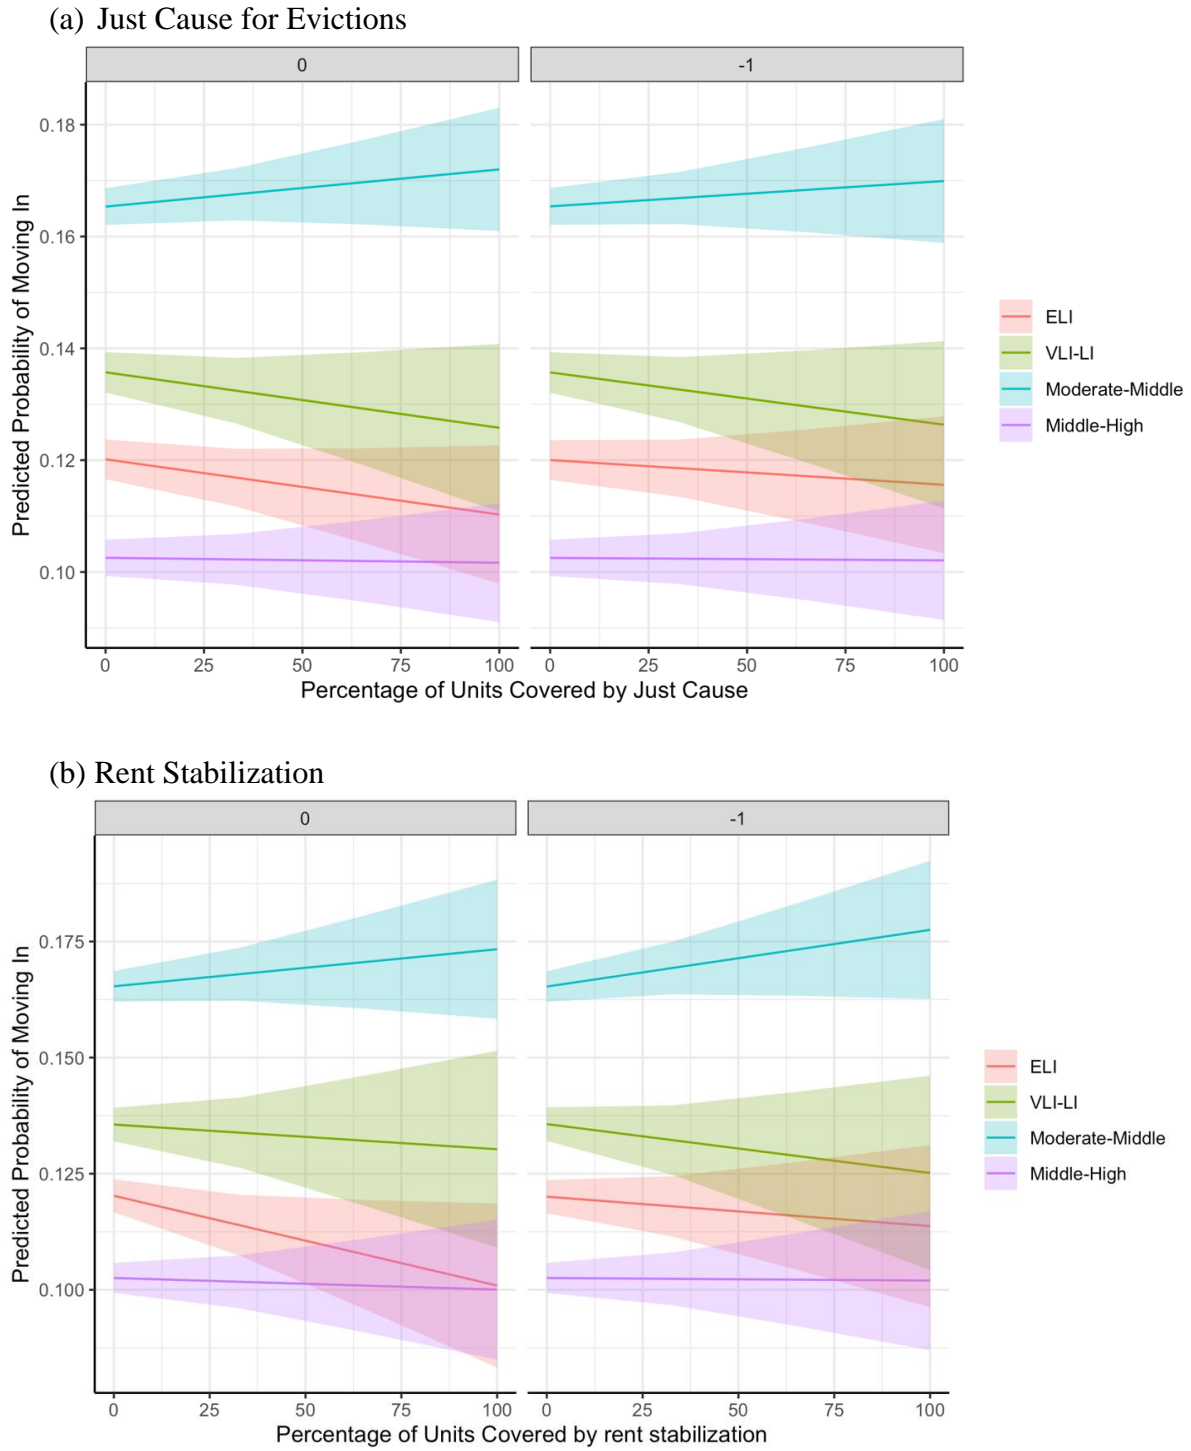 (a) Just Cause for Evictions
0
-1
0.18
0.16
0.14
0.12
0.10
Predicted Probability of Moving In
0 25 50 75 100
0 25 50 75 100
Percentage of Units Covered by Just Cause
ELI
VLI-LI
Moderate-Middle
Middle-High
(b) Rent Stabilization
0
-1
0.175
0.150
0.125
0.100
Predicted Probability of Moving In
0 25 50 75 100
0 25 50 75 100
Percentage of Units Covered by rent stabilization
ELI
VLI-LI
Moderate-Middle
Middle-High